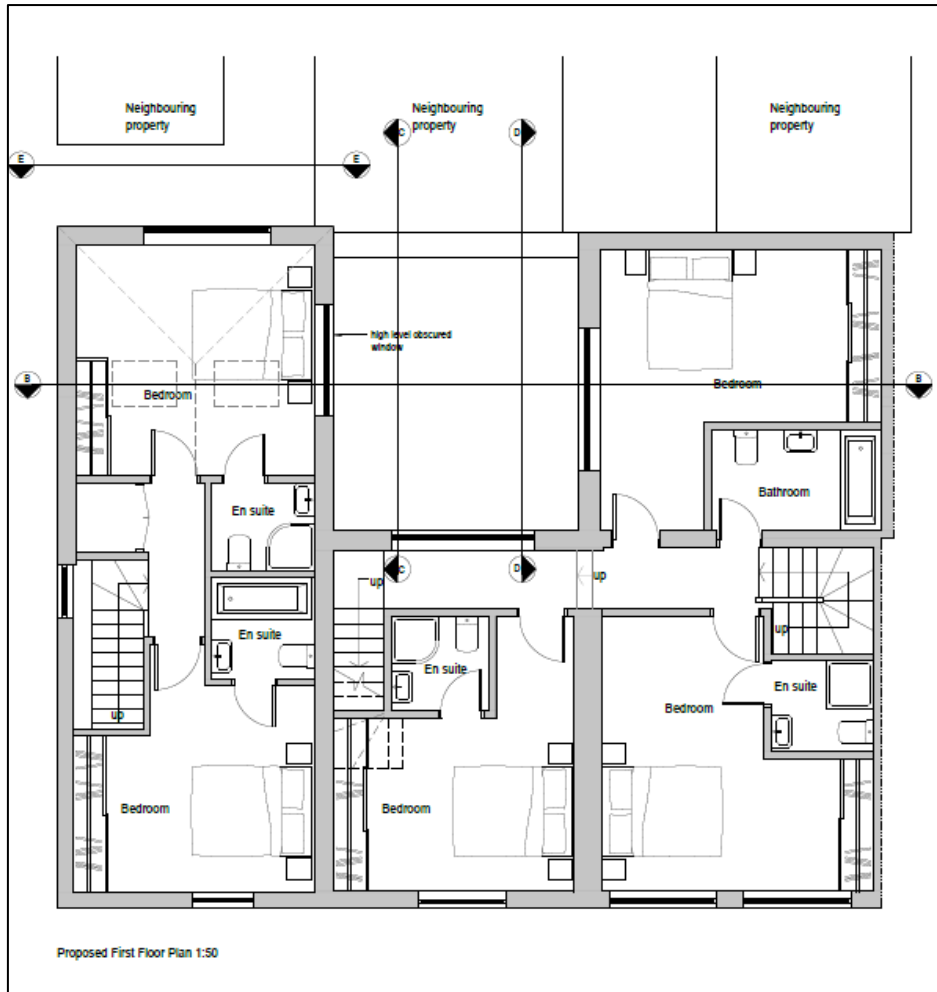 Neighbouring
property
Neighbouring
property
Neighbouring
property
C
D
E
E
high level obscured
window
B
Bedroom
Bedroom
B
En suite
Bathroom
C
D
up
up
En suite
En suite
up
En suite
Bedroom
up
Bedroom
Bedroom
Proposed First Floor Plan 1:50